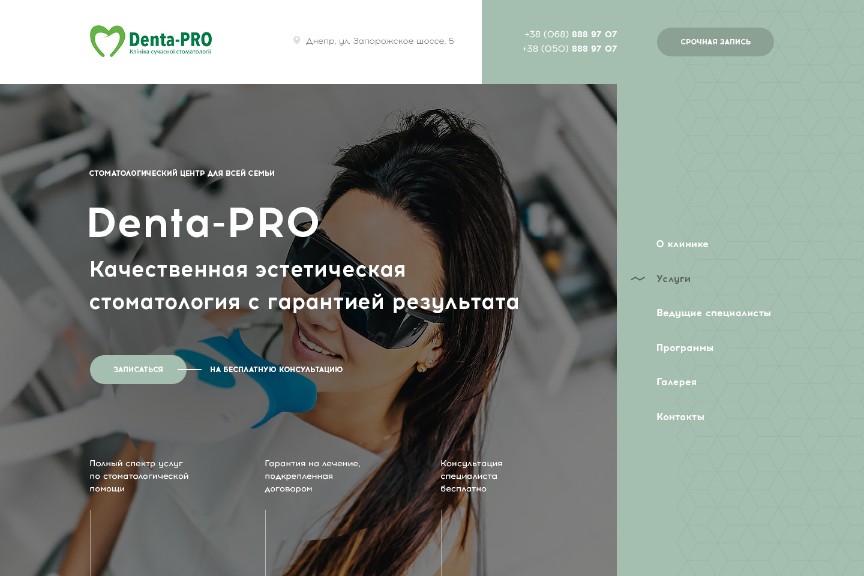 Denta-PRO
Клініка сучасної стоматології
Днепр, ул. Запорожское шоссе, 5
+38 (068) 888 97 07
+38 (050) 888 97 07
СРОЧНАЯ ЗАПИСЬ
СТОМАТОЛОГИЧЕСКИЙ ЦЕНТР ДЛЯ ВСЕЙ СЕМЬИ
Denta-PRO
Качественная эстетическая
стоматология с гарантией результата
ЗАПИСАТЬСЯ
НА БЕСПЛАТНУЮ КОНСУЛЬТАЦИЮ
Полный спектр услуг
по стоматологической
помощи
Гарантия на лечение,
подкрепленная
договором
Консультация
специалиста
бесплатно
О клинике
Услуги
Ведущие специалисты
Программы
Галерея
Контакты